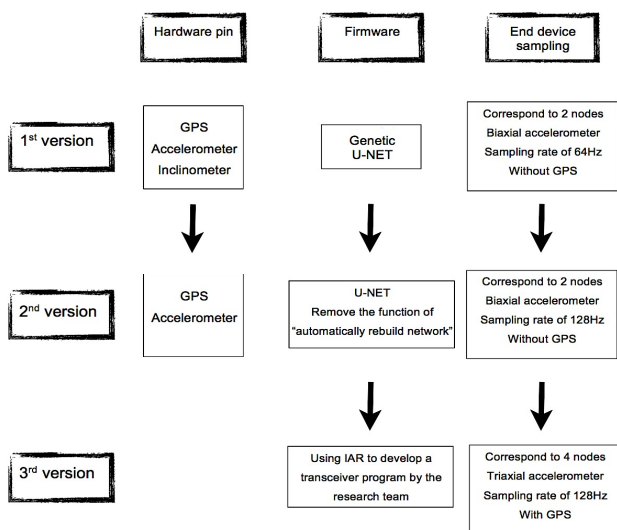 Hardware pin
Firmware
End device
sampling
1st version
GPS
Accelerometer
Inclinometer
Genetic
U-NET
Correspond to 2 nodes
Biaxial accelerometer
Sampling rate of 64Hz
Without GPS
2nd version
GPS
Accelerometer
U-NET
Remove the function of
“automatically rebuild network”
Correspond to 2 nodes
Biaxial accelerometer
Sampling rate of 128Hz
Without GPS
3rd version
Using IAR to develop a
transceiver program by the
research team
Correspond to 4 nodes
Triaxial accelerometer
Sampling rate of 128Hz
With GPS